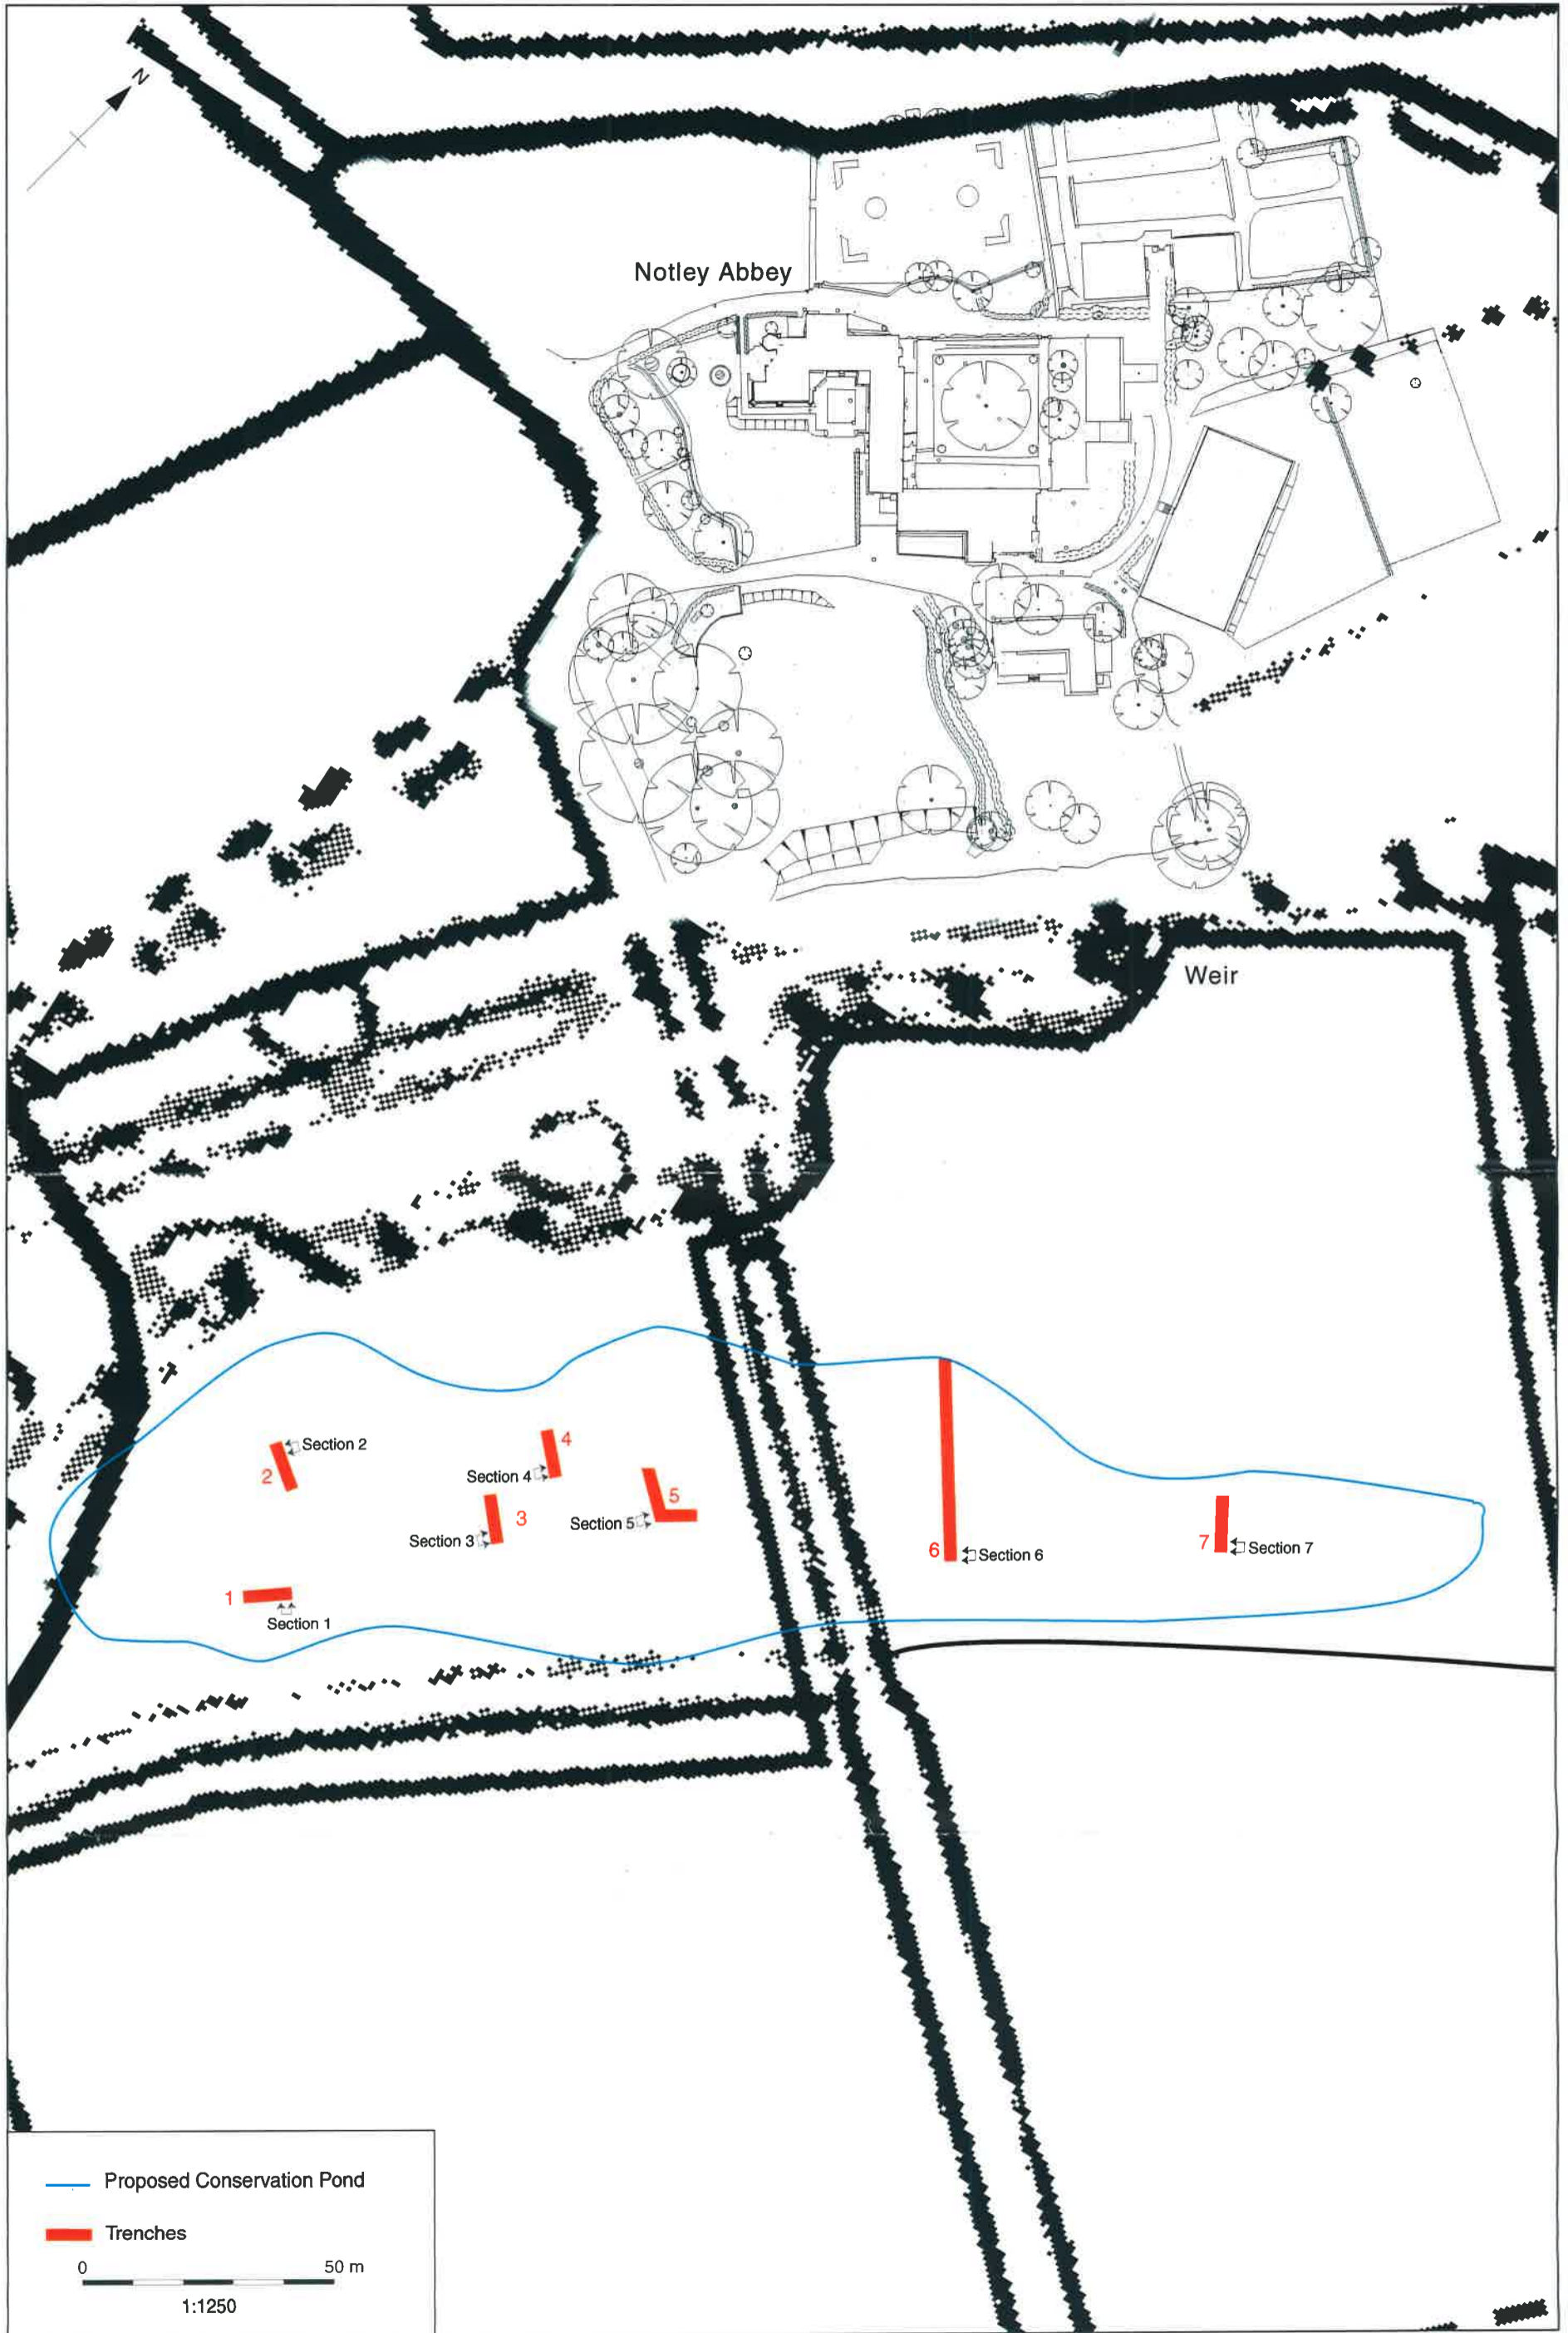 N
Notley Abbey
Weir
Section 2
2
4
Section 4
5
3
Section 5
Section 3
6
Section 6
7
Section 7
1
Section 1
Proposed Conservation Pond
Trenches
0 50 m
1:1250